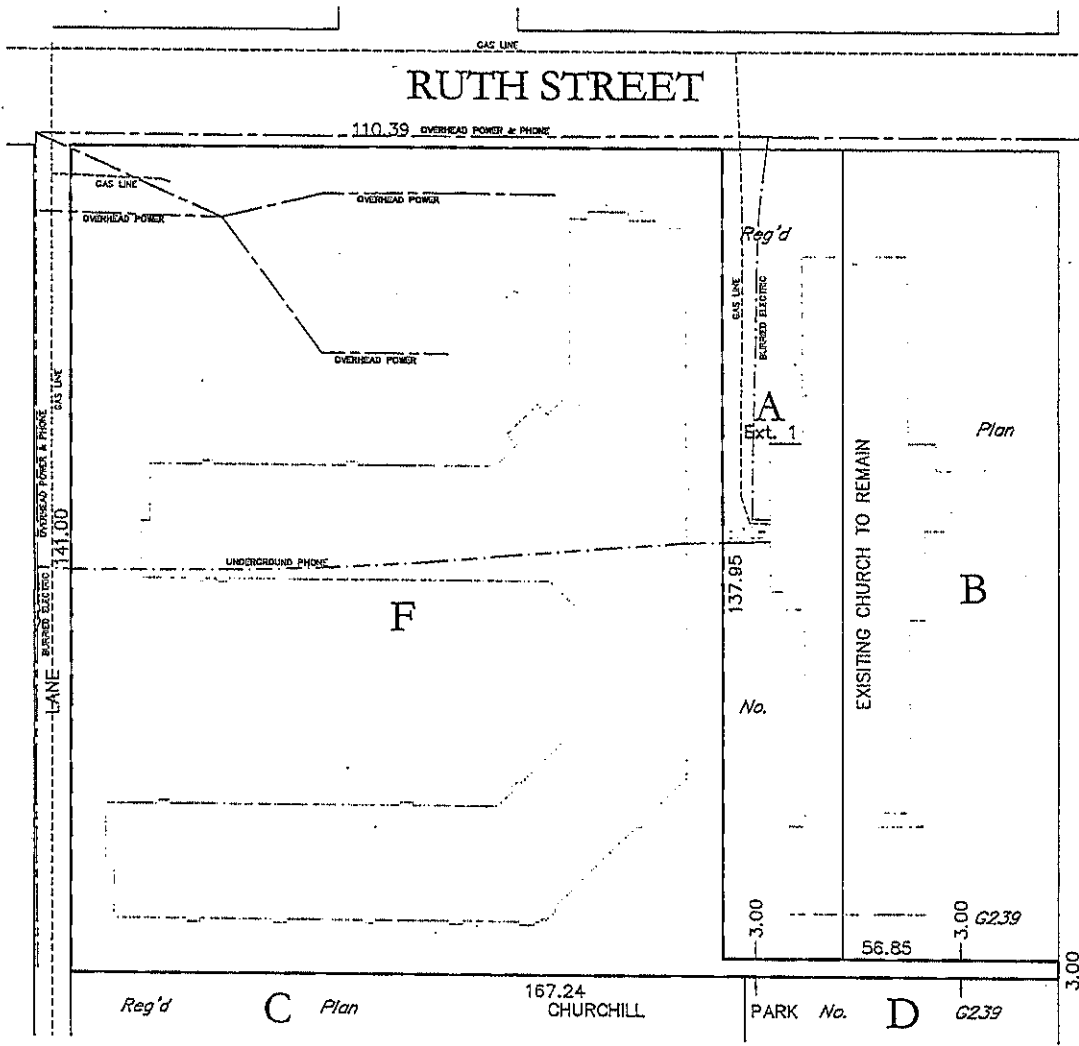 GAS LINE
RUTH STREET
110.39 OVERHEAD POWER & PHONE
GAS LINE
OVERHEAD POWER
OVERHEAD POWER
OVERHEAD POWER
GAS LINE
OVERHEAD POWER & PHONE
141.00
BURRIED ELECTRIC
LANE
UNDERGROUND PHONE
F
Reg'd
GAS LINE
BURRIED ELECTRIC
A
Ext. 1
Plan
137.95
EXISITING CHURCH TO REMAIN
B
No.
3.00
3.00
G239
56.85
3.00
167.24
Reg'd C Plan CHURCHILL PARK No. D G239